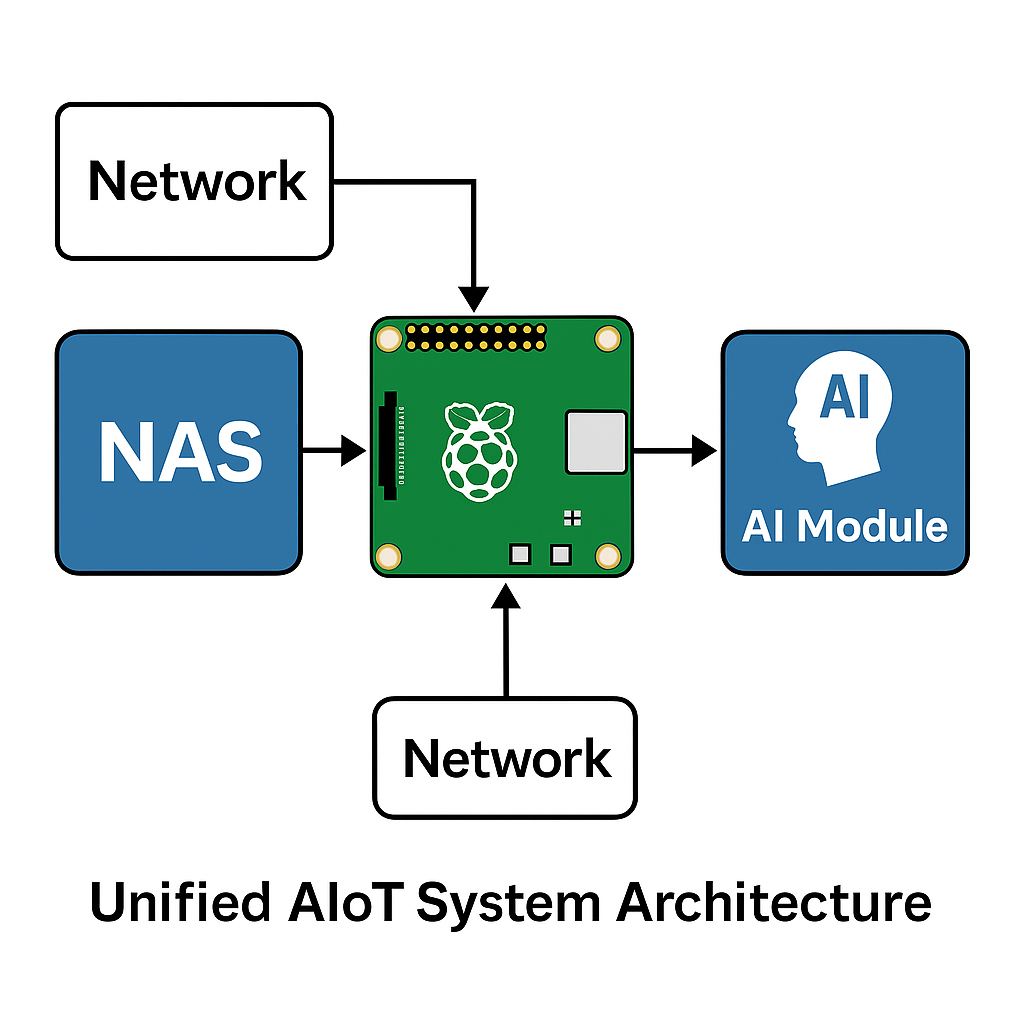 Network
NAS
AI
AI Module
Network
Unified AIoT System Architecture